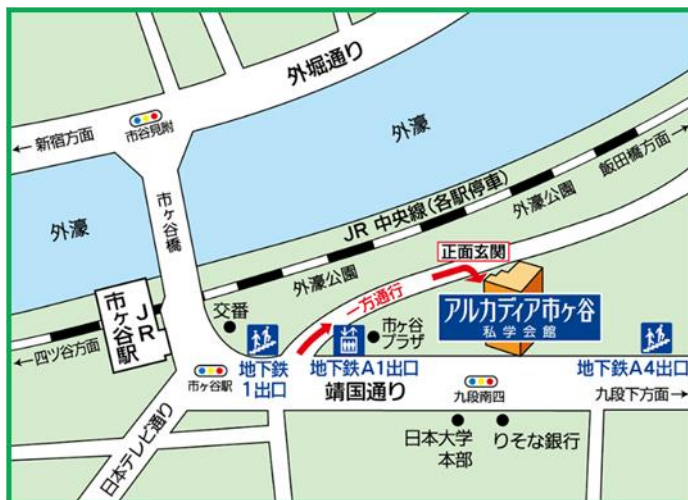 外堀通り
←新宿方面
市谷見附
外濠
飯田橋方面→
市ヶ谷橋
JR 中央線(各駅停車)
外濠公園
外濠
正面玄関
外濠公園
一方通行
アルカディア市ヶ谷
私学会館
JR
市ヶ谷駅
交番
市ヶ谷
プラザ
←四ツ谷方面
市ヶ谷駅
地下鉄
1出口
地下鉄A1出口
地下鉄A4出口
靖国通り
九段南四
九段下方面→
日本テレビ通り
日本大学
本部
りそな銀行